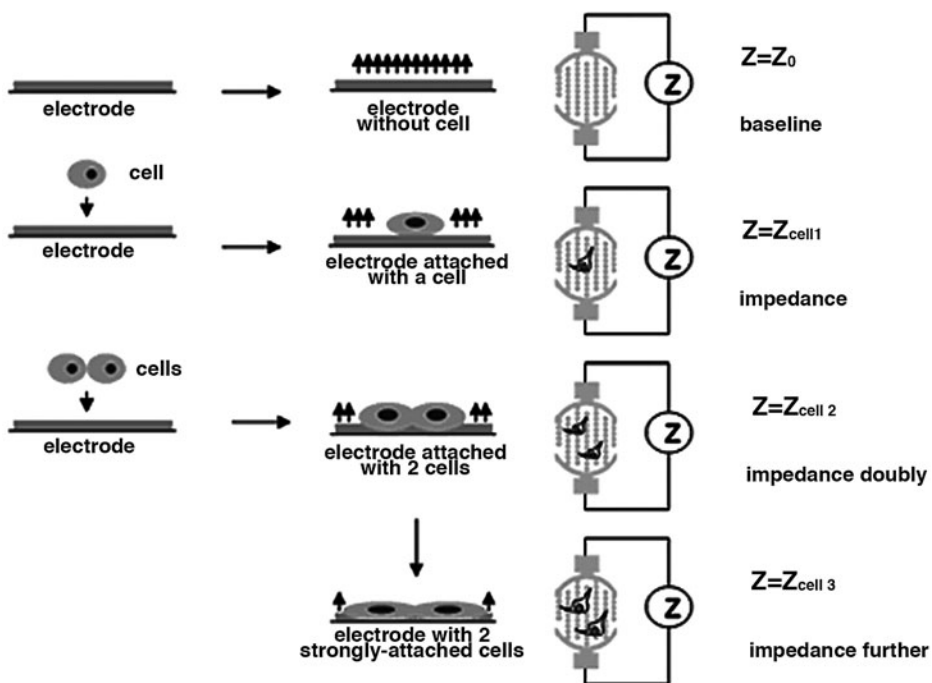 electrode
electrode
without cell
Z
Z=Z0
baseline
cell
electrode
electrode attached
with a cell
Z
Z=Zcell1
impedance
cells
electrode
electrode attached
with 2 cells
Z
Z=Zcell 2
impedance doubly
electrode with 2
strongly-attached cells
Z
Z=Zcell 3
impedance further